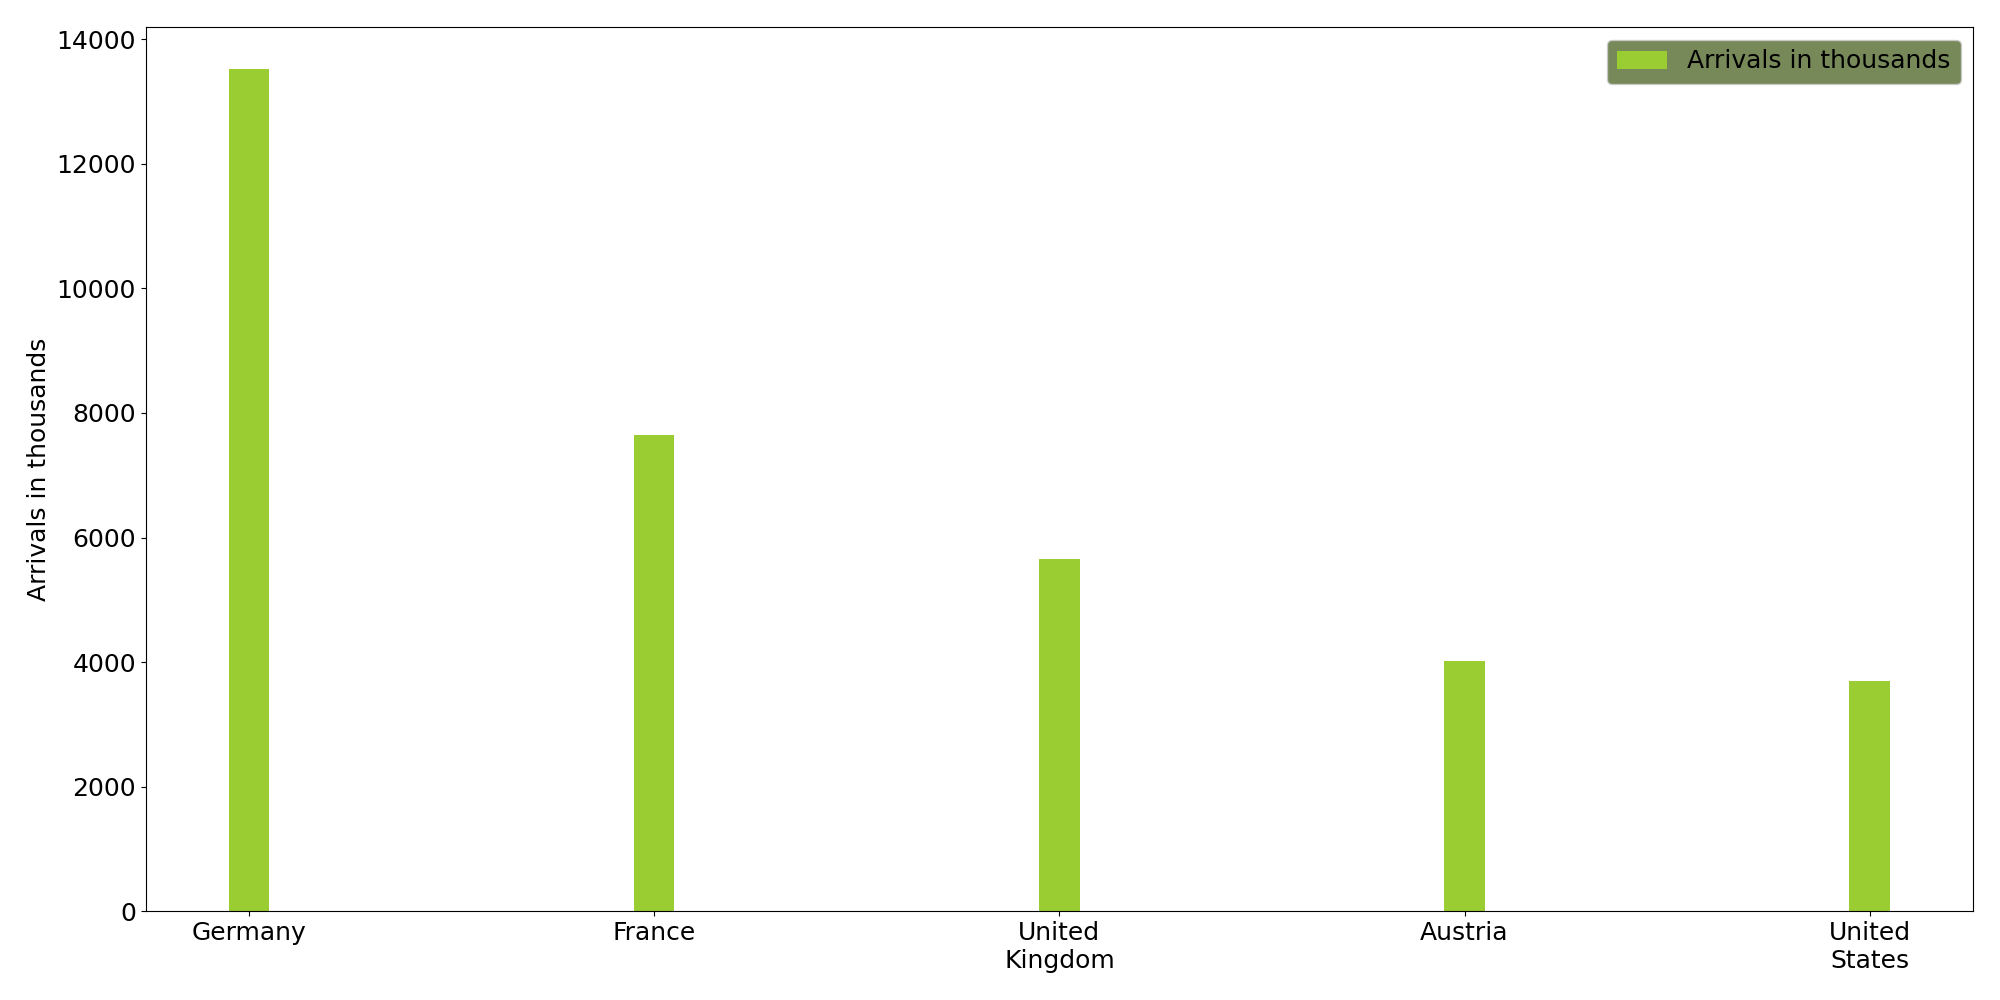 14000
Arrivals in thousands
12000
10000
8000
6000
4000
2000
0
Arrivals in thousands
Germany
France
United
Kingdom
Austria
United
States